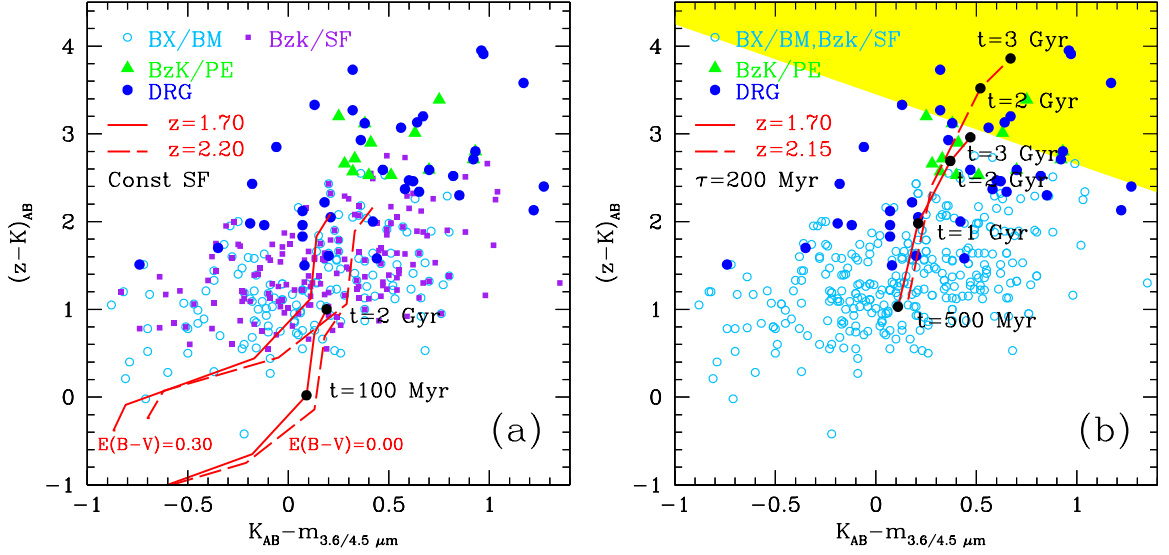 4
3
2
1
0
−1
(z−K)AB
BX/BM Bzk/SF
BzK/PE
DRG
z=1.70
z=2.20
Const SF
t=2 Gyr
t=100 Myr
E(B−V)=0.30 E(B−V)=0.00
(a)
−1 −0.5 0 0.5 1
KAB−m3.6/4.5 μm
4
3
2
1
0
−1
(z−K)AB
BX/BM,Bzk/SF
BzK/PE
DRG
z=1.70
z=2.15
τ=200 Myr
t=3 Gyr
t=2 Gyr
t=3 Gyr
t=2 Gyr
t=1 Gyr
t=500 Myr
(b)
−1 −0.5 0 0.5 1
KAB−m3.6/4.5 μm